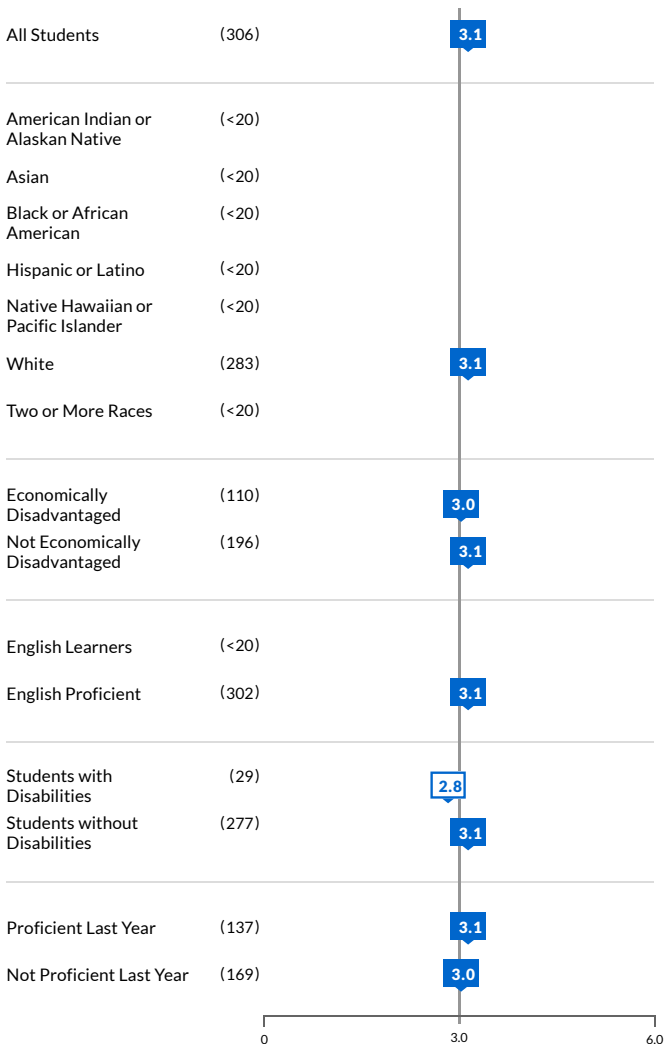 All Students (306) 3.1
American Indian or (<20)
Alaskan Native
Asian (<20)
Black or African (<20)
American
Hispanic or Latino (<20)
Native Hawaiian or (<20)
Pacific Islander
White (283) 3.1
Two or More Races (<20)
Economically (110) 3.0
Disadvantaged
Not Economically (196) 3.1
Disadvantaged
English Learners (<20)
English Proficient (302) 3.1
Students with (29) 2.8
Disabilities
Students without (277) 3.1
Disabilities
Proficient Last Year (137) 3.1
Not Proficient Last Year (169) 3.0
0 3.0 6.0